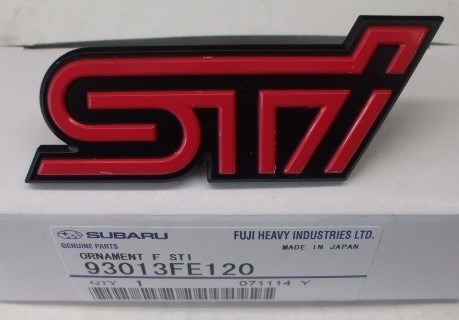 STI
SUBARU FUJI HEAVY INDUSTRIES LTD.
GENUINE PARTS MADE IN JAPAN
ORNAMENT F STI
93013FE120
QTY 1 071114 Y